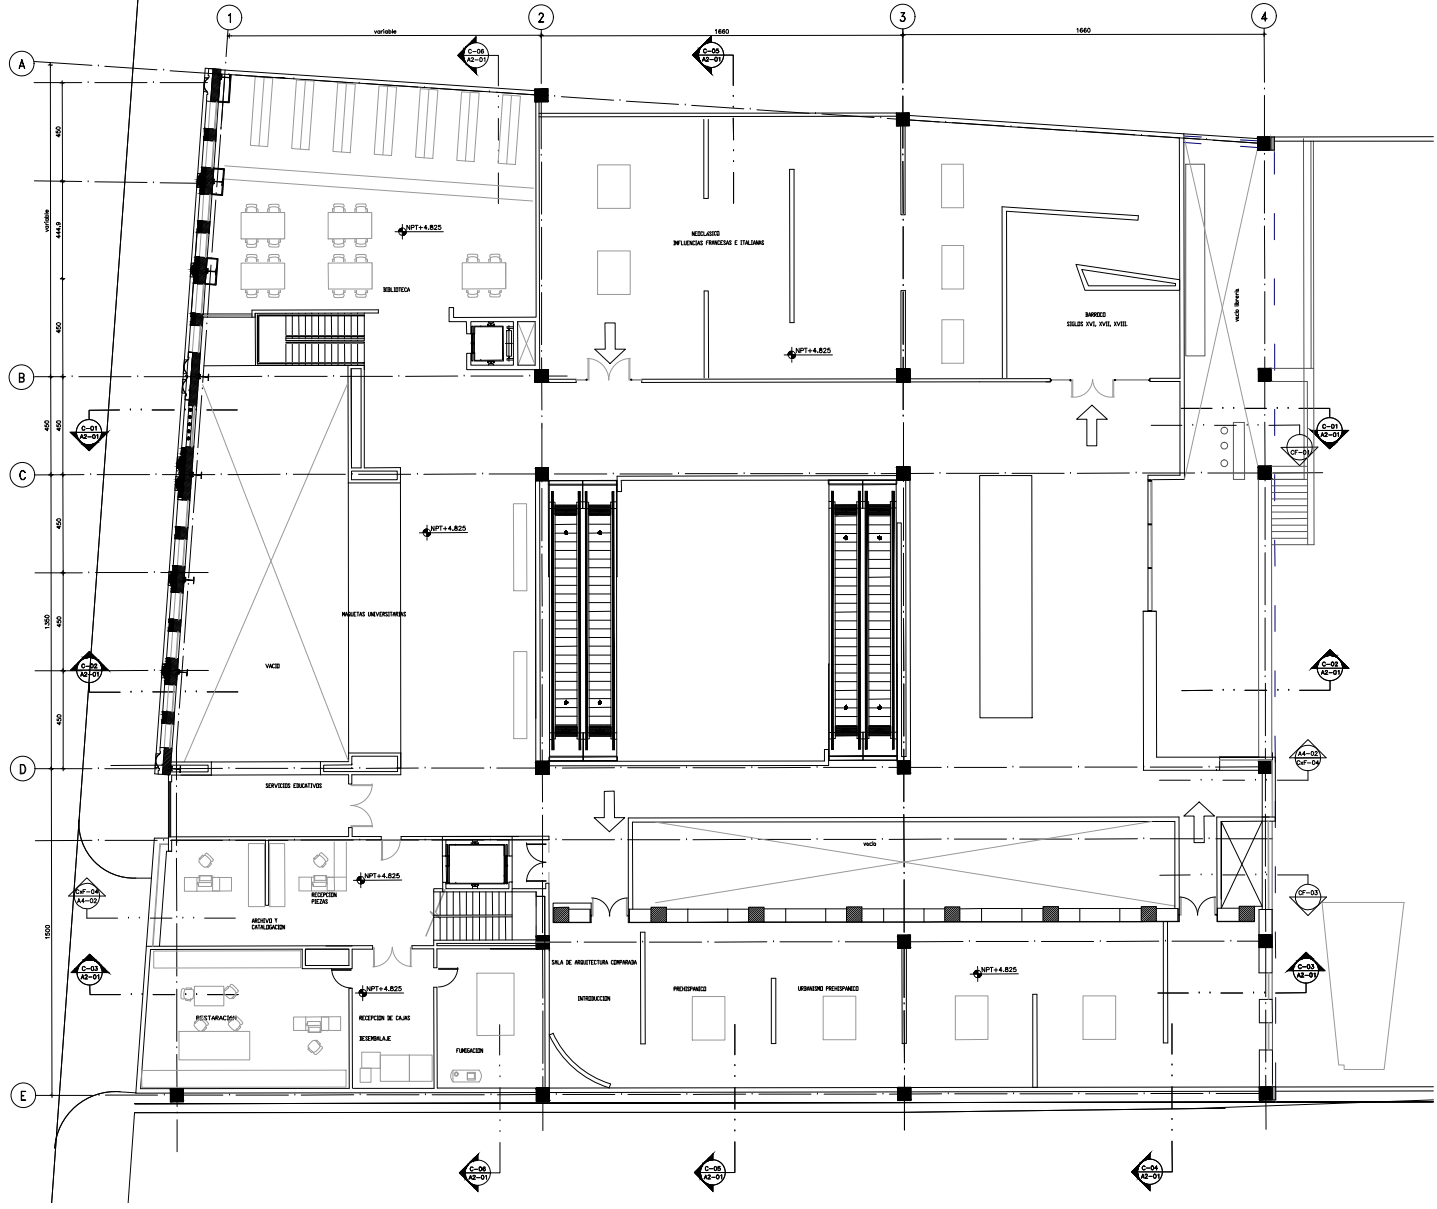 1
2
3
4
variable
1660
1660
A
C-06
A2-01
C-05
A2-01
450
variable
444.9
NPT+4.825
NEOCLASICO
INFLUENCIAS FRANCESAS E ITALIANAS
BIBLIOTECA
vacio libreria
BARROCO
SIGLOS XVI, XVII, XVIII.
450
NPT+4.825
B
450
450
C-01
A2-01
C-01
A2-01
CF-01
C
450
NPT+4.825
MAQUETAS UNIVERSITARIAS
1350
450
VACIO
C-02
A2-01
C-02
A2-01
450
D
A4-02
CxF-04
SERVICIOS EDUCATIVOS
vacio
NPT+4.825
CxF-04
A4-02
RECEPCION
PIEZAS
CF-03
A2-01
ARCHIVO Y
CATALOGACION
1500
C-03
A2-01
SALA DE ARQUITECTURA COMPARADA
NPT+4.825
C-03
A2-01
NPT+4.825
INTRODUCCION
PREHISPANICO
URBANISMO PREHISPANICO
RESTARACION
RECEPCION DE CAJAS
DESEMBALAJE
FUMIGACION
E
C-06
A2-01
C-05
A2-01
C-04
A2-01